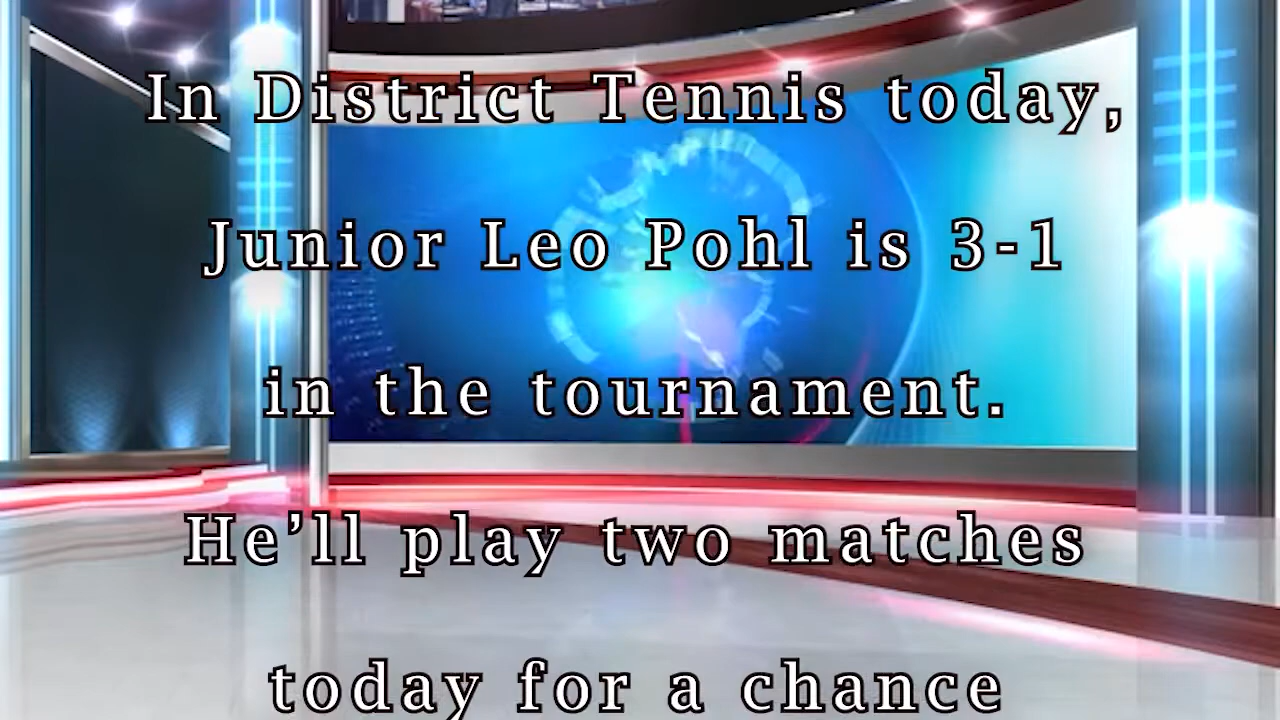 In District Tennis today,
Junior Leo Pohl is 3-1
in the tournament.
He’ll play two matches
today for a chance